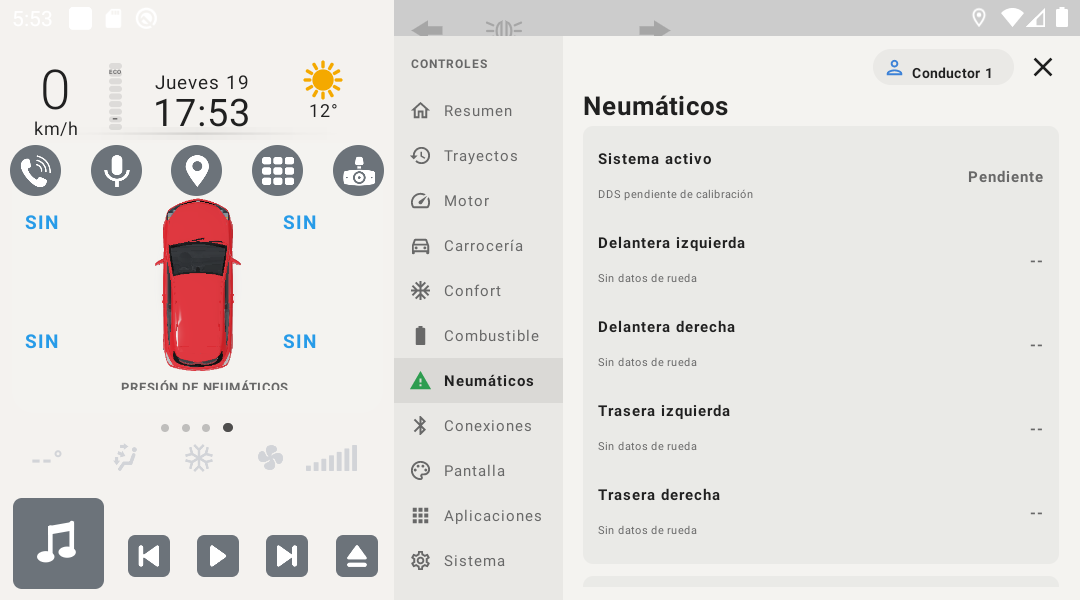 5:53
0
km/h
ECO
Jueves 19
17:53
12°
SIN
SIN
SIN
SIN
PRESIÓN DE NEUMÁTICOS
--°
CONTROLES
Resumen
Trayectos
Motor
Carrocería
Confort
Combustible
Neumáticos
Conexiones
Pantalla
Aplicaciones
Sistema
Conductor 1
Neumáticos
Sistema activo
DDS pendiente de calibración
Pendiente
Delantera izquierda
Sin datos de rueda
--
Delantera derecha
Sin datos de rueda
--
Trasera izquierda
Sin datos de rueda
--
Trasera derecha
Sin datos de rueda
--